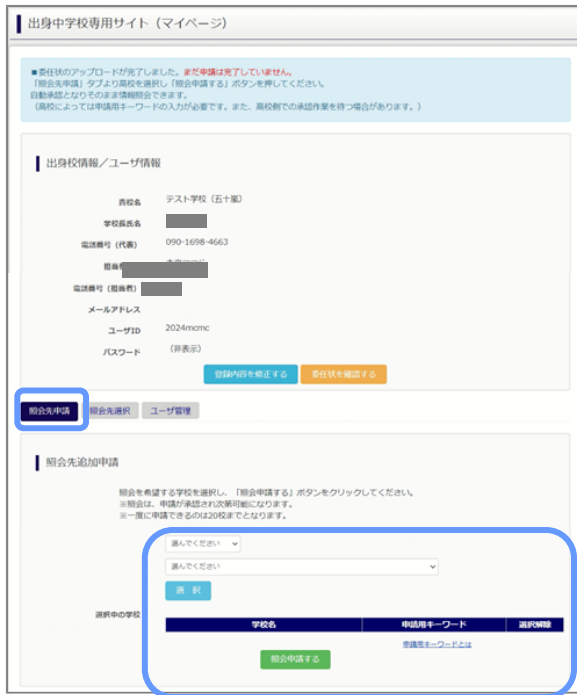 出身中学校専用サイト（マイページ）
■委任状のアップロードが完了しました。まだ申請は完了していません。
「照会先申請」タブより高校を選択し「照会申請する」ボタンを押してください。
自動承認となりそのまま情報照会できます。
（高校によっては申請用キーワードの入力が必要です。また、高校側での承認作業を待つ場合があります。）
出身校情報／ユーザ情報
貴校名 テスト学校（五十嵐）
学校長氏名
電話番号（代表） 090-1698-4663
担当者
電話番号（担当者）
メールアドレス
ユーザID 2024mcmc
パスワード （非表示）
登録内容を修正する 委任状を確認する
照会先申請 照会先選択 ユーザ管理
照会先追加申請
照会を希望する学校を選択し、「照会申請する」ボタンをクリックしてください。
※照会は、申請が承認され次第可能になります。
※一度に申請できるのは20校までとなります。
選んでください
選んでください
選 択
選択中の学校
学校名 申請用キーワード 選択解除
申請用キーワードとは
照会申請する